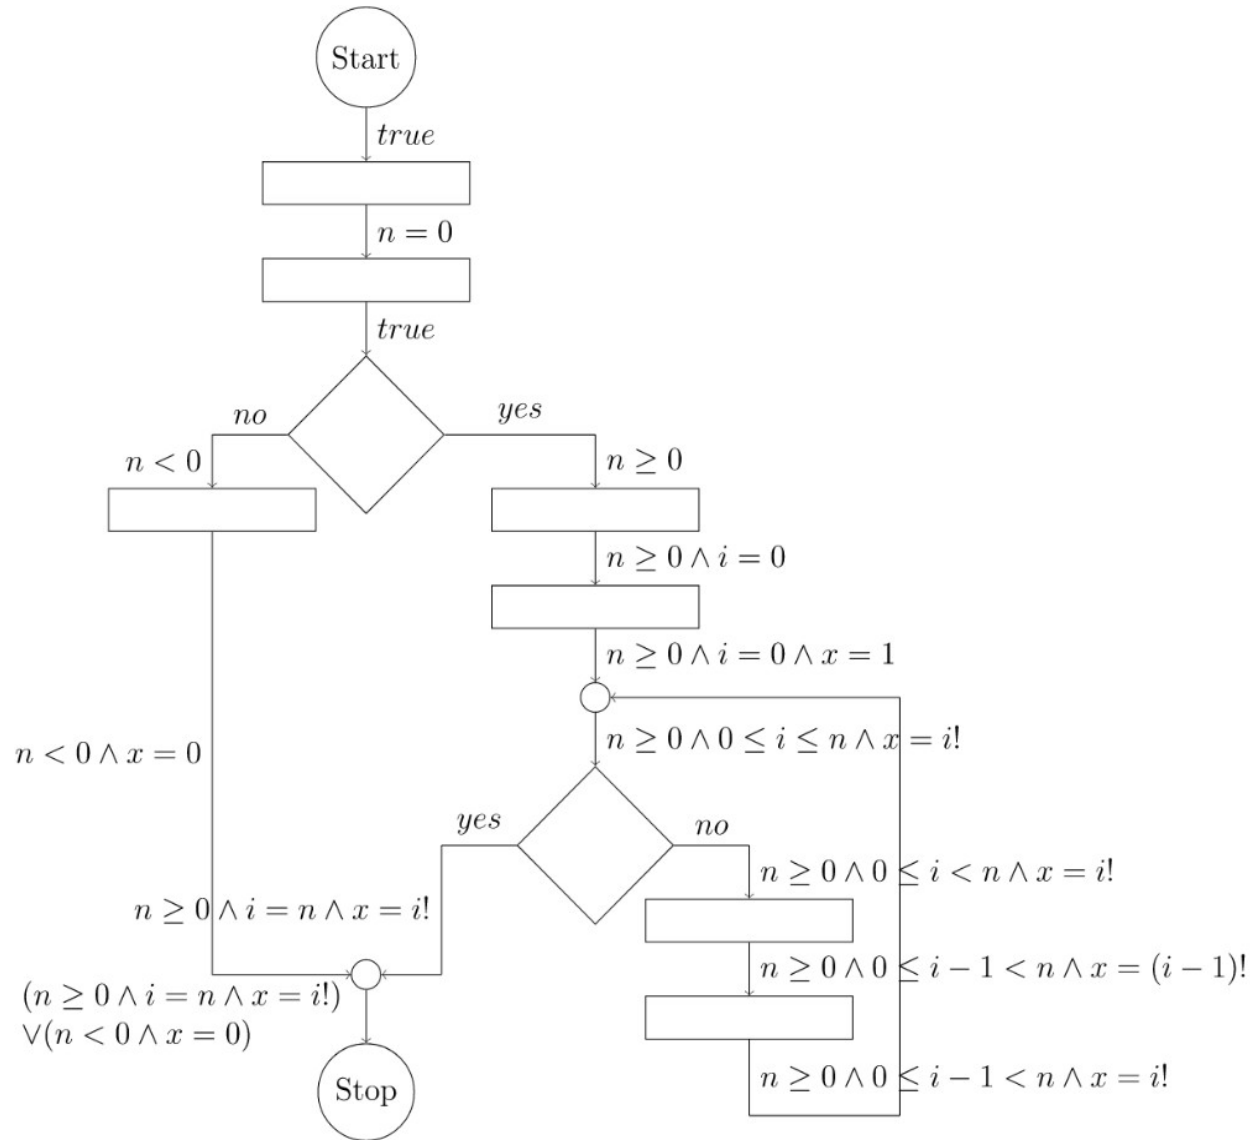 Start
true
n = 0
true
no
yes
n < 0
n ≥ 0
n ≥ 0 ∧ i = 0
n ≥ 0 ∧ i = 0 ∧ x = 1
n ≥ 0 ∧ 0 ≤ i ≤ n ∧ x = i!
n < 0 ∧ x = 0
yes
no
n ≥ 0 ∧ 0 ≤ i < n ∧ x = i!
n ≥ 0 ∧ i = n ∧ x = i!
n ≥ 0 ∧ 0 ≤ i − 1 < n ∧ x = (i − 1)!
(n ≥ 0 ∧ i = n ∧ x = i!)
∨(n < 0 ∧ x = 0)
n ≥ 0 ∧ 0 ≤ i − 1 < n ∧ x = i!
Stop